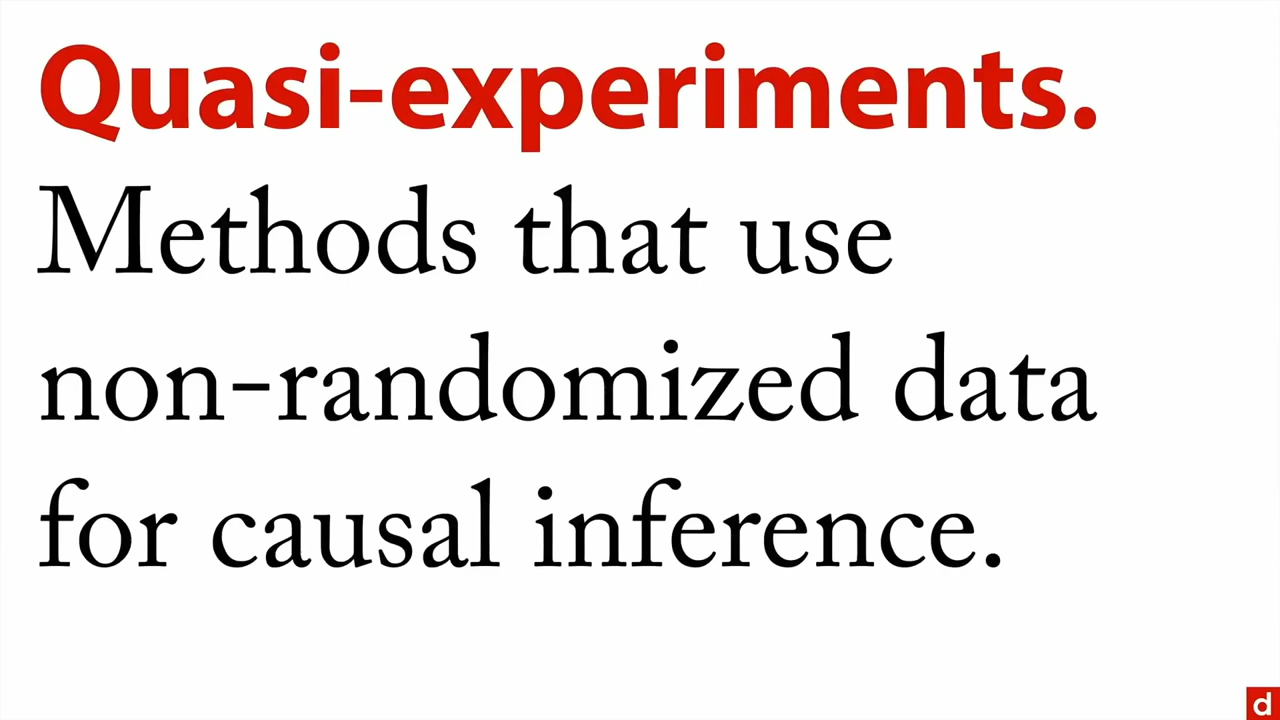 Quasi-experiments.
Methods that use
non-randomized data
for causal inference.
d